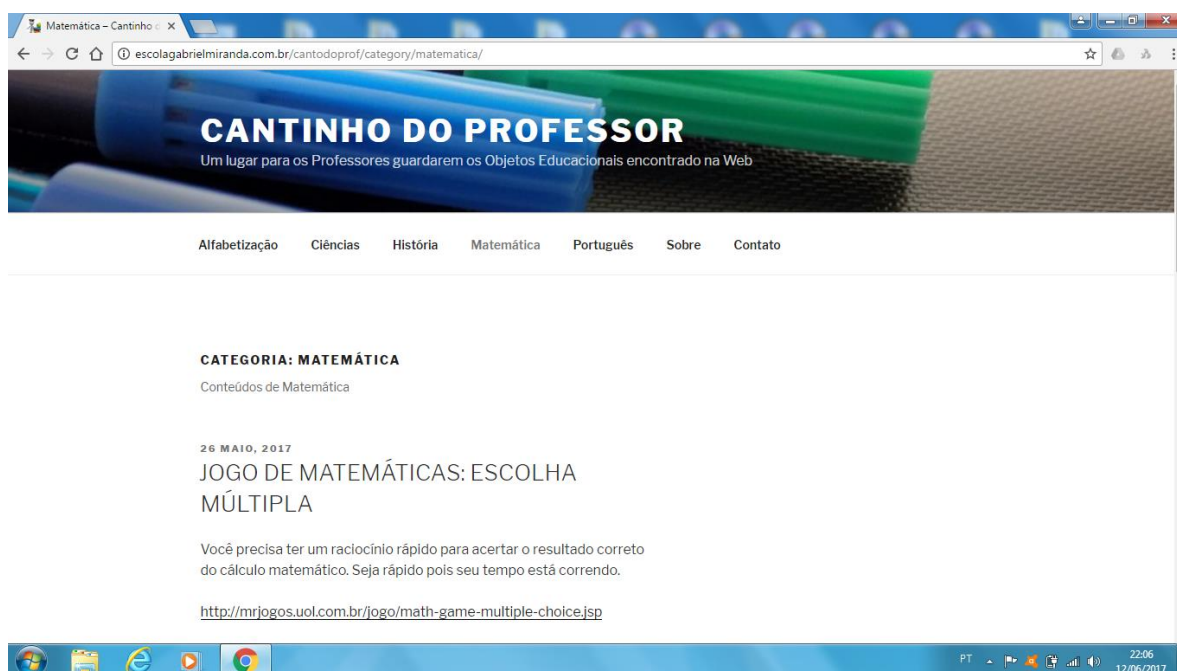 Matemática – Cantinho d
escolagabrielmiranda.com.br/cantodoprof/category/matematica/
CANTINHO DO PROFESSOR
Um lugar para os Professores guardarem os Objetos Educacionais encontrado na Web
Alfabetização Ciências História Matemática Português Sobre Contato
CATEGORIA: MATEMÁTICA
Conteúdos de Matemática
26 MAIO, 2017
JOGO DE MATEMÁTICAS: ESCOLHA
MÚLTIPLA
Você precisa ter um raciocínio rápido para acertar o resultado correto
do cálculo matemático. Seja rápido pois seu tempo está correndo.
http://mrjogos.uol.com.br/jogo/math-game-multiple-choice.jsp
PT 22:06
12/06/2017